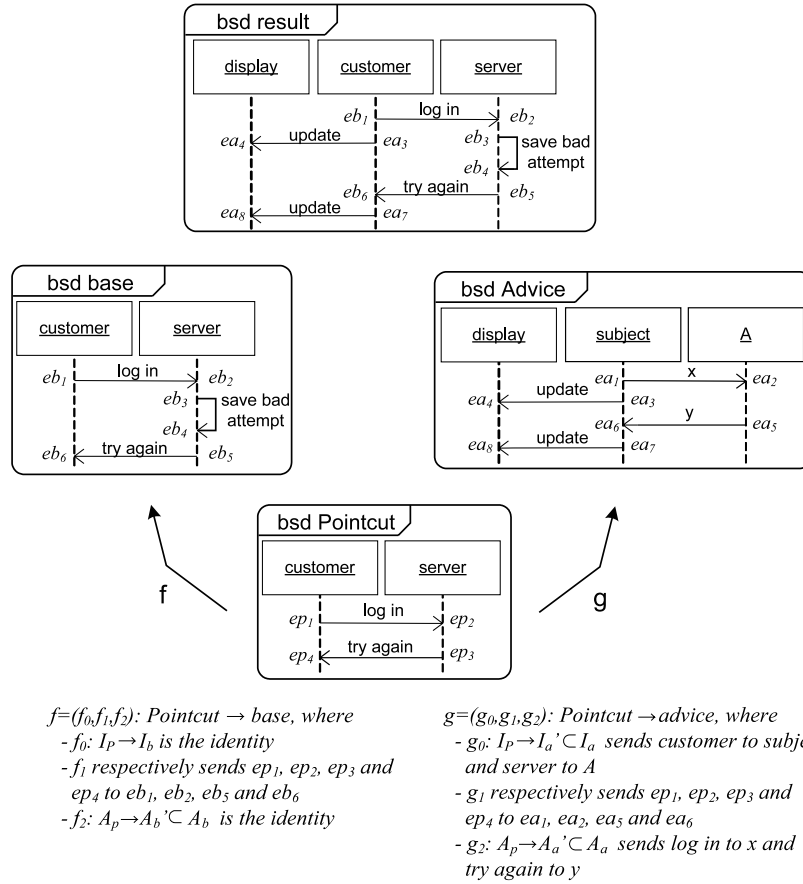 bsd result
display customer server
eb1 log in eb2
ea4 update ea3 eb3 save bad
attempt
eb4
eb6 try again eb5
ea8 update ea7
bsd base
customer server
eb1 log in eb2
eb3 save bad
eb4 attempt
eb6 try again eb5
bsd Advice
display subject A
ea1 x ea2
ea4 update ea3
ea6 y ea5
ea8 update ea7
bsd Pointcut
customer server
ep1 log in ep2
ep4 try again ep3
f
g
f=(f0,f1,f2): Pointcut → base, where
- f0: IP→Ib is the identity
- f1 respectively sends ep1, ep2, ep3 and
ep4 to eb1, eb2, eb5 and eb6
- f2: Ap→Ab'⊂ Ab is the identity
g=(g0,g1,g2): Pointcut →advice, where
- g0: IP→Ia'⊂Ia sends customer to subje
and server to A
- g1 respectively sends ep1, ep2, ep3 and
ep4 to ea1, ea2, ea5 and ea6
- g2: Ap→Aa'⊂ Aa sends log in to x and
try again to y